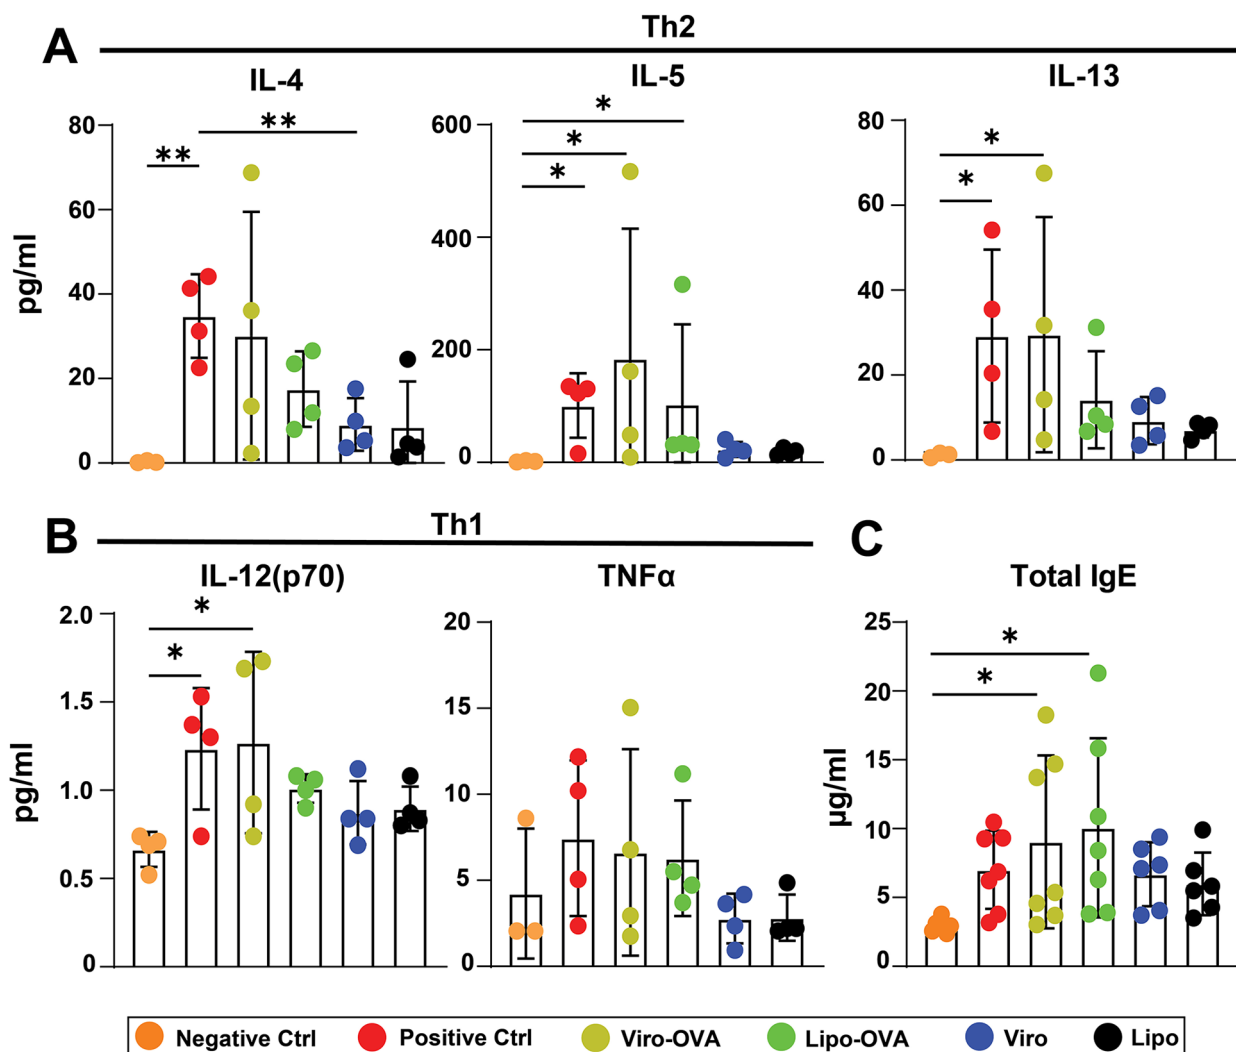 A
Th2
IL-4
IL-5
IL-13
pg/ml
80
60
40
20
0
**
**
600
400
200
0
*
*
*
80
60
40
20
0
*
*
B
Th1
C
IL-12(p70)
TNFα
Total IgE
pg/ml
2.0
1.5
1.0
0.5
0
*
*
20
15
10
5
0
µg/ml
25
20
15
10
5
0
*
*
Negative Ctrl Positive Ctrl Viro-OVA Lipo-OVA Viro Lipo